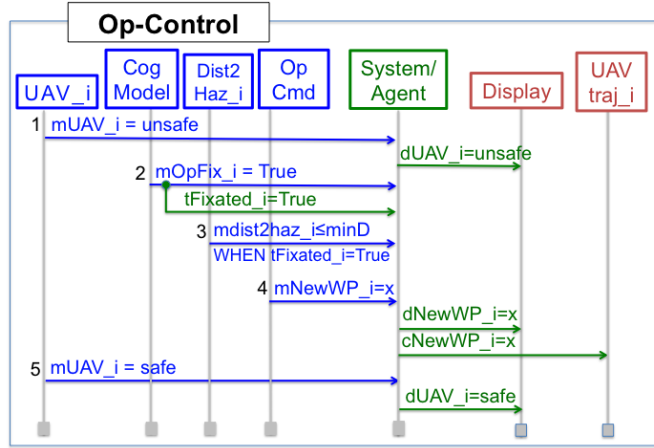 Op-Control
UAV_i
Cog
Model
Dist2
Haz_i
Op
Cmd
System/
Agent
Display
UAV
traj_i
1 mUAV_i = unsafe
dUAV_i=unsafe
2 mOpFix_i = True
tFixated_i=True
3 mdist2haz_i≤minD
WHEN tFixated_i=True
4 mNewWP_i=x
dNewWP_i=x
cNewWP_i=x
5 mUAV_i = safe
dUAV_i=safe